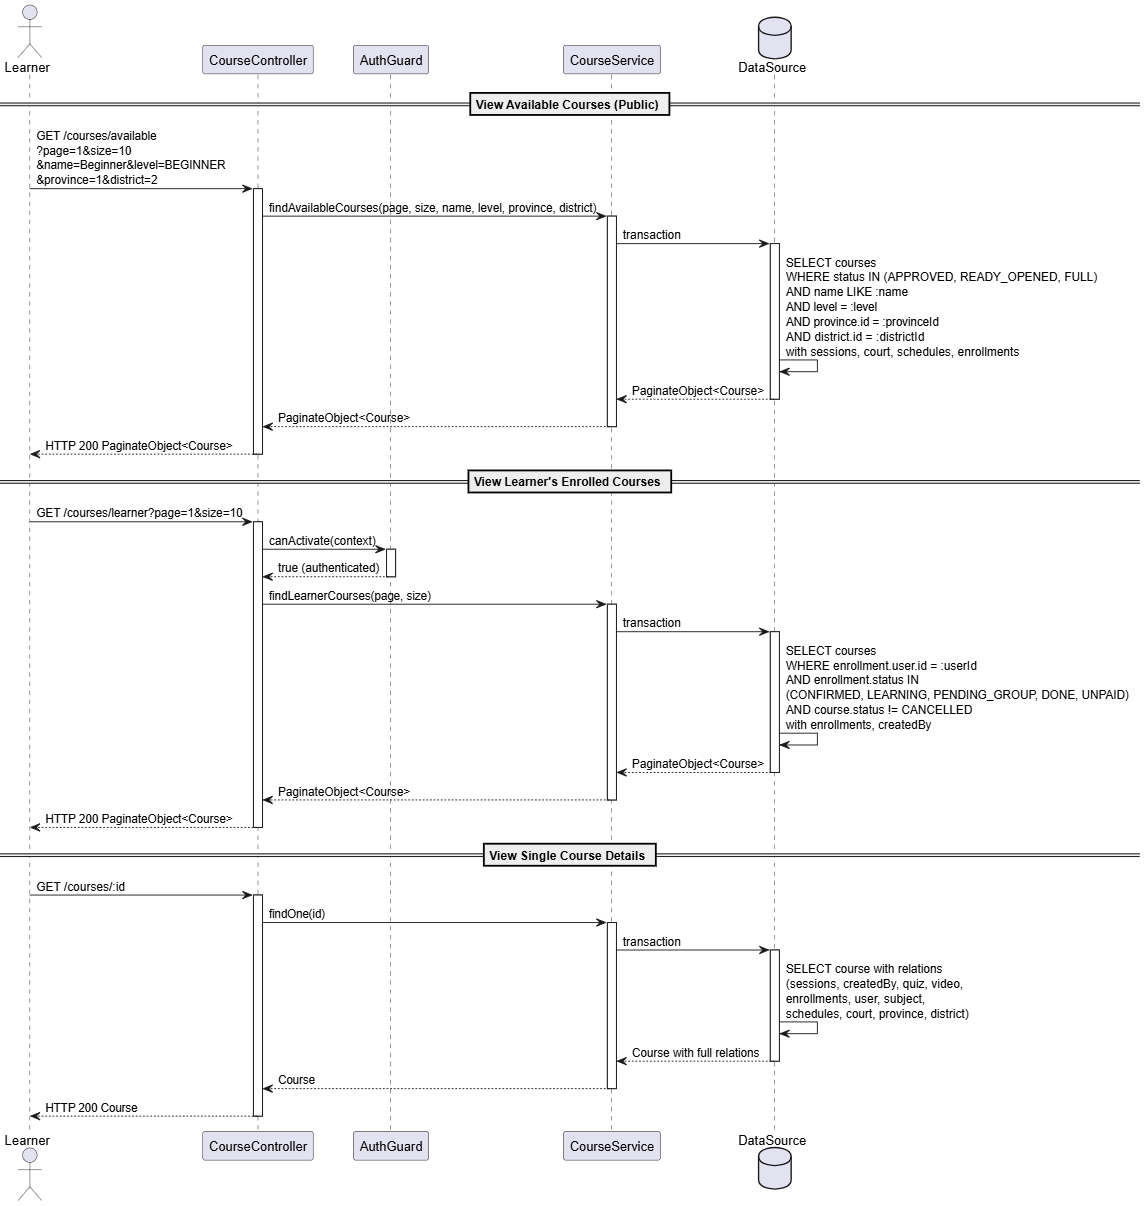 Learner
CourseController
AuthGuard
CourseService
DataSource
View Available Courses (Public)
GET /courses/available
?page=1&size=10
&name=Beginner&level=BEGINNER
&province=1&district=2
findAvailableCourses(page, size, name, level, province, district)
transaction
SELECT courses
WHERE status IN (APPROVED, READY_OPENED, FULL)
AND name LIKE :name
AND level = :level
AND province.id = :provinceId
AND district.id = :districtId
with sessions, court, schedules, enrollments
PaginateObject<Course>
PaginateObject<Course>
HTTP 200 PaginateObject<Course>
View Learner's Enrolled Courses
GET /courses/learner?page=1&size=10
canActivate(context)
true (authenticated)
findLearnerCourses(page, size)
transaction
SELECT courses
WHERE enrollment.user.id = :userId
AND enrollment.status IN
(CONFIRMED, LEARNING, PENDING_GROUP, DONE, UNPAID)
AND course.status != CANCELLED
with enrollments, createdBy
PaginateObject<Course>
PaginateObject<Course>
HTTP 200 PaginateObject<Course>
View Single Course Details
GET /courses/:id
findOne(id)
transaction
SELECT course with relations
(sessions, createdBy, quiz, video,
enrollments, user, subject,
schedules, court, province, district)
Course with full relations
Course
HTTP 200 Course
Learner
CourseController
AuthGuard
CourseService
DataSource